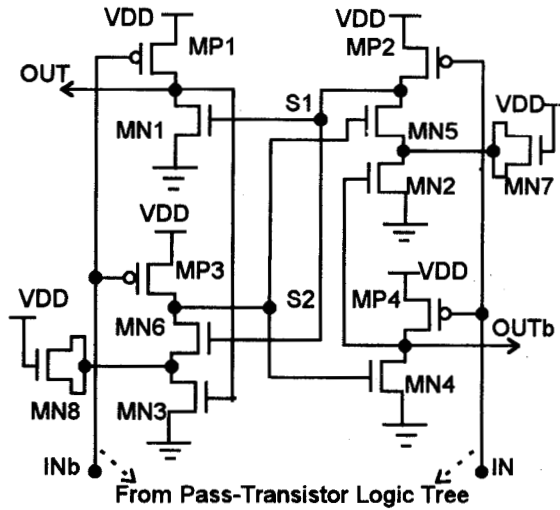 VDD
VDD
MP1
MP2
OUT
S1
VDD
MN1
MN5
MN2
MN7
VDD
MP3
VDD
VDD
S2
MP4
OUTb
MN6
MN8
MN3
MN4
INb
IN
From Pass-Transistor Logic Tree